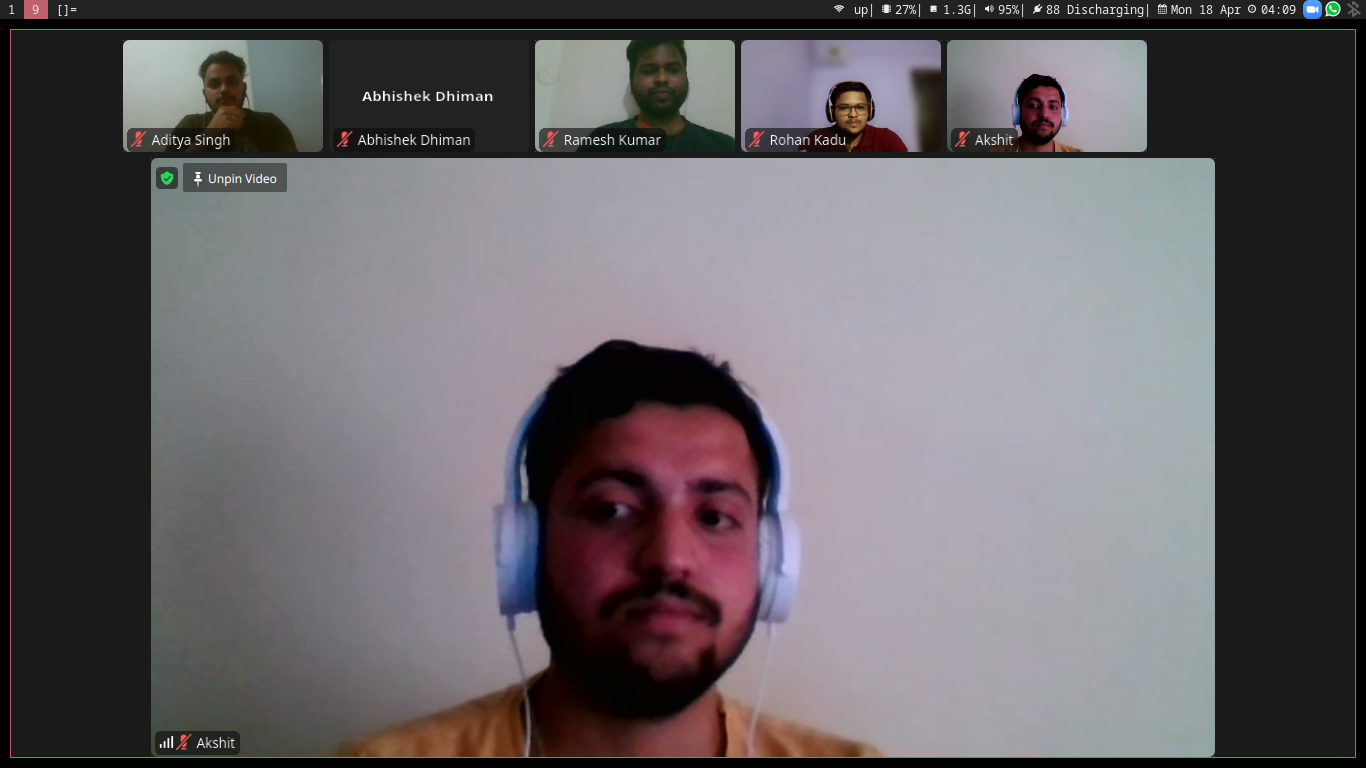 1 9 []= up| 27%| 1.3G| 95%| 88 Discharging| Mon 18 Apr 04:09
Abhishek Dhiman
Aditya Singh Abhishek Dhiman Ramesh Kumar Rohan Kadu Akshit
Unpin Video
Akshit